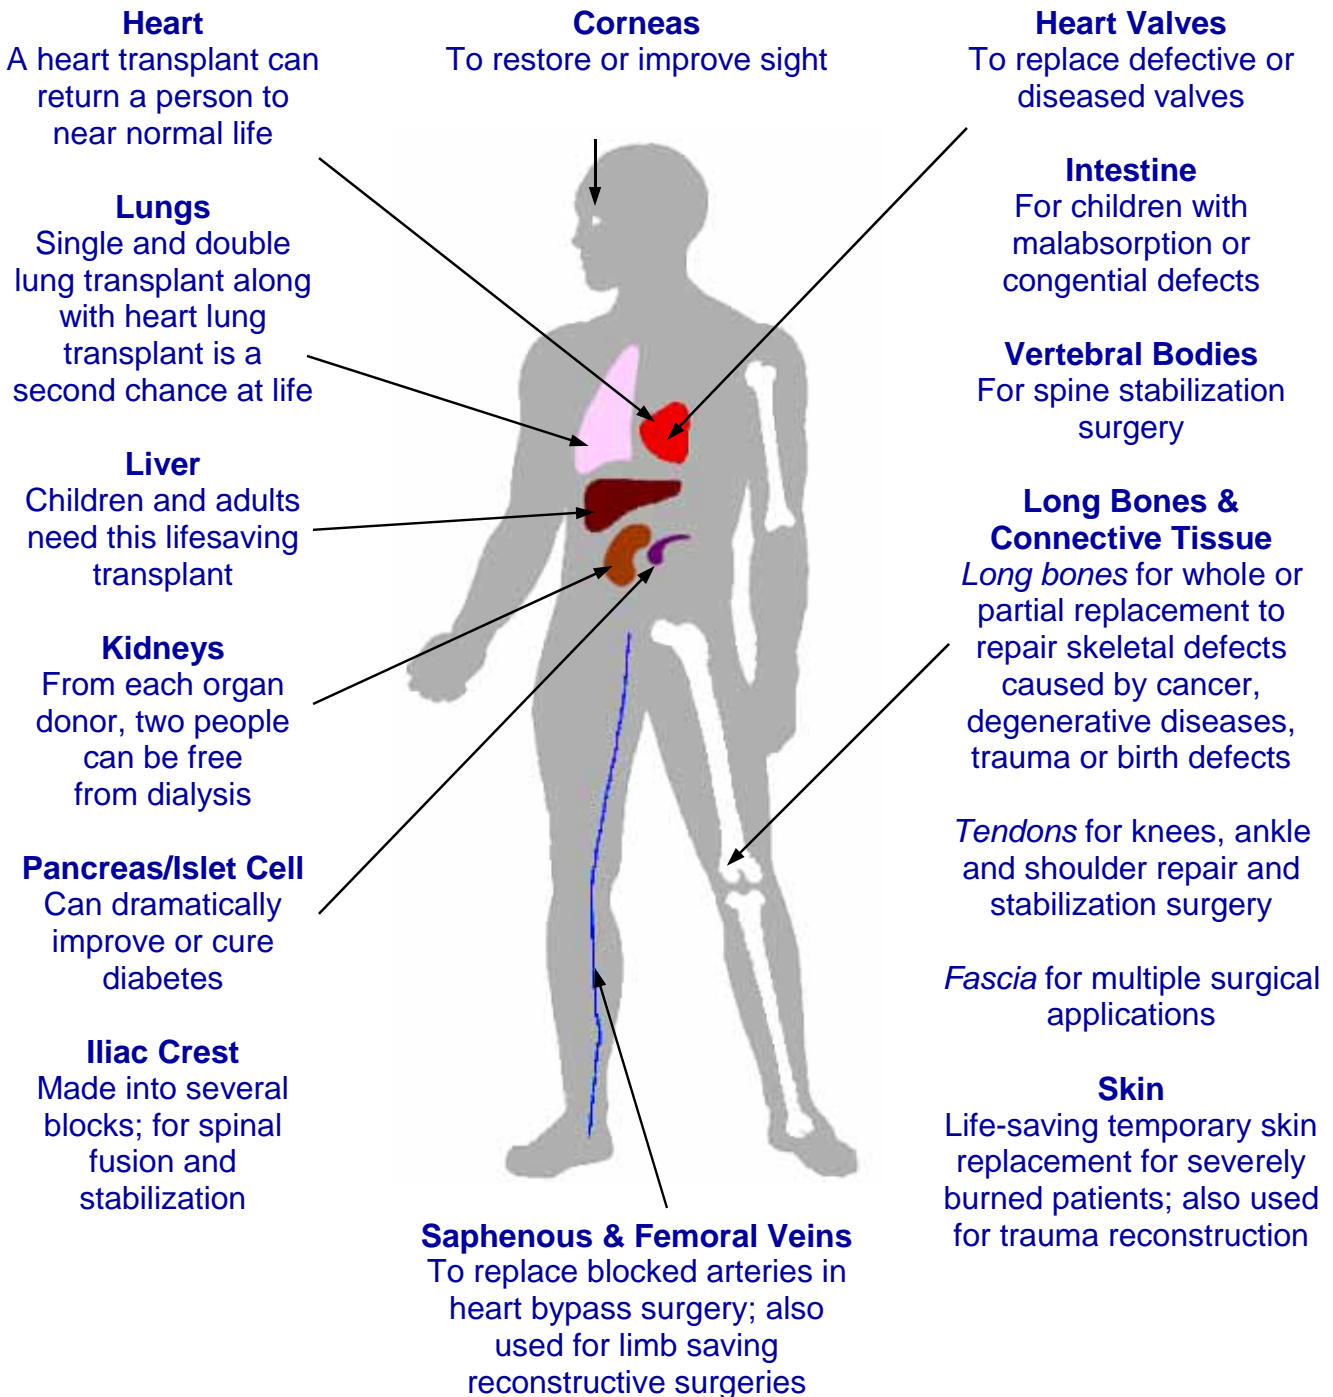 Heart
A heart transplant can
return a person to
near normal life
Lungs
Single and double
lung transplant along
with heart lung
transplant is a
second chance at life
Liver
Children and adults
need this lifesaving
transplant
Kidneys
From each organ
donor, two people
can be free
from dialysis
Pancreas/Islet Cell
Can dramatically
improve or cure
diabetes
Iliac Crest
Made into several
blocks; for spinal
fusion and
stabilization
Corneas
To restore or improve sight
Saphenous & Femoral Veins
To replace blocked arteries in
heart bypass surgery; also
used for limb saving
reconstructive surgeries
Heart Valves
To replace defective or
diseased valves
Intestine
For children with
malabsorption or
congential defects
Vertebral Bodies
For spine stabilization
surgery
Long Bones &
Connective Tissue
Long bones for whole or
partial replacement to
repair skeletal defects
caused by cancer,
degenerative diseases,
trauma or birth defects
Tendons for knees, ankle
and shoulder repair and
stabilization surgery
Fascia for multiple surgical
applications
Skin
Life-saving temporary skin
replacement for severely
burned patients; also used
for trauma reconstruction